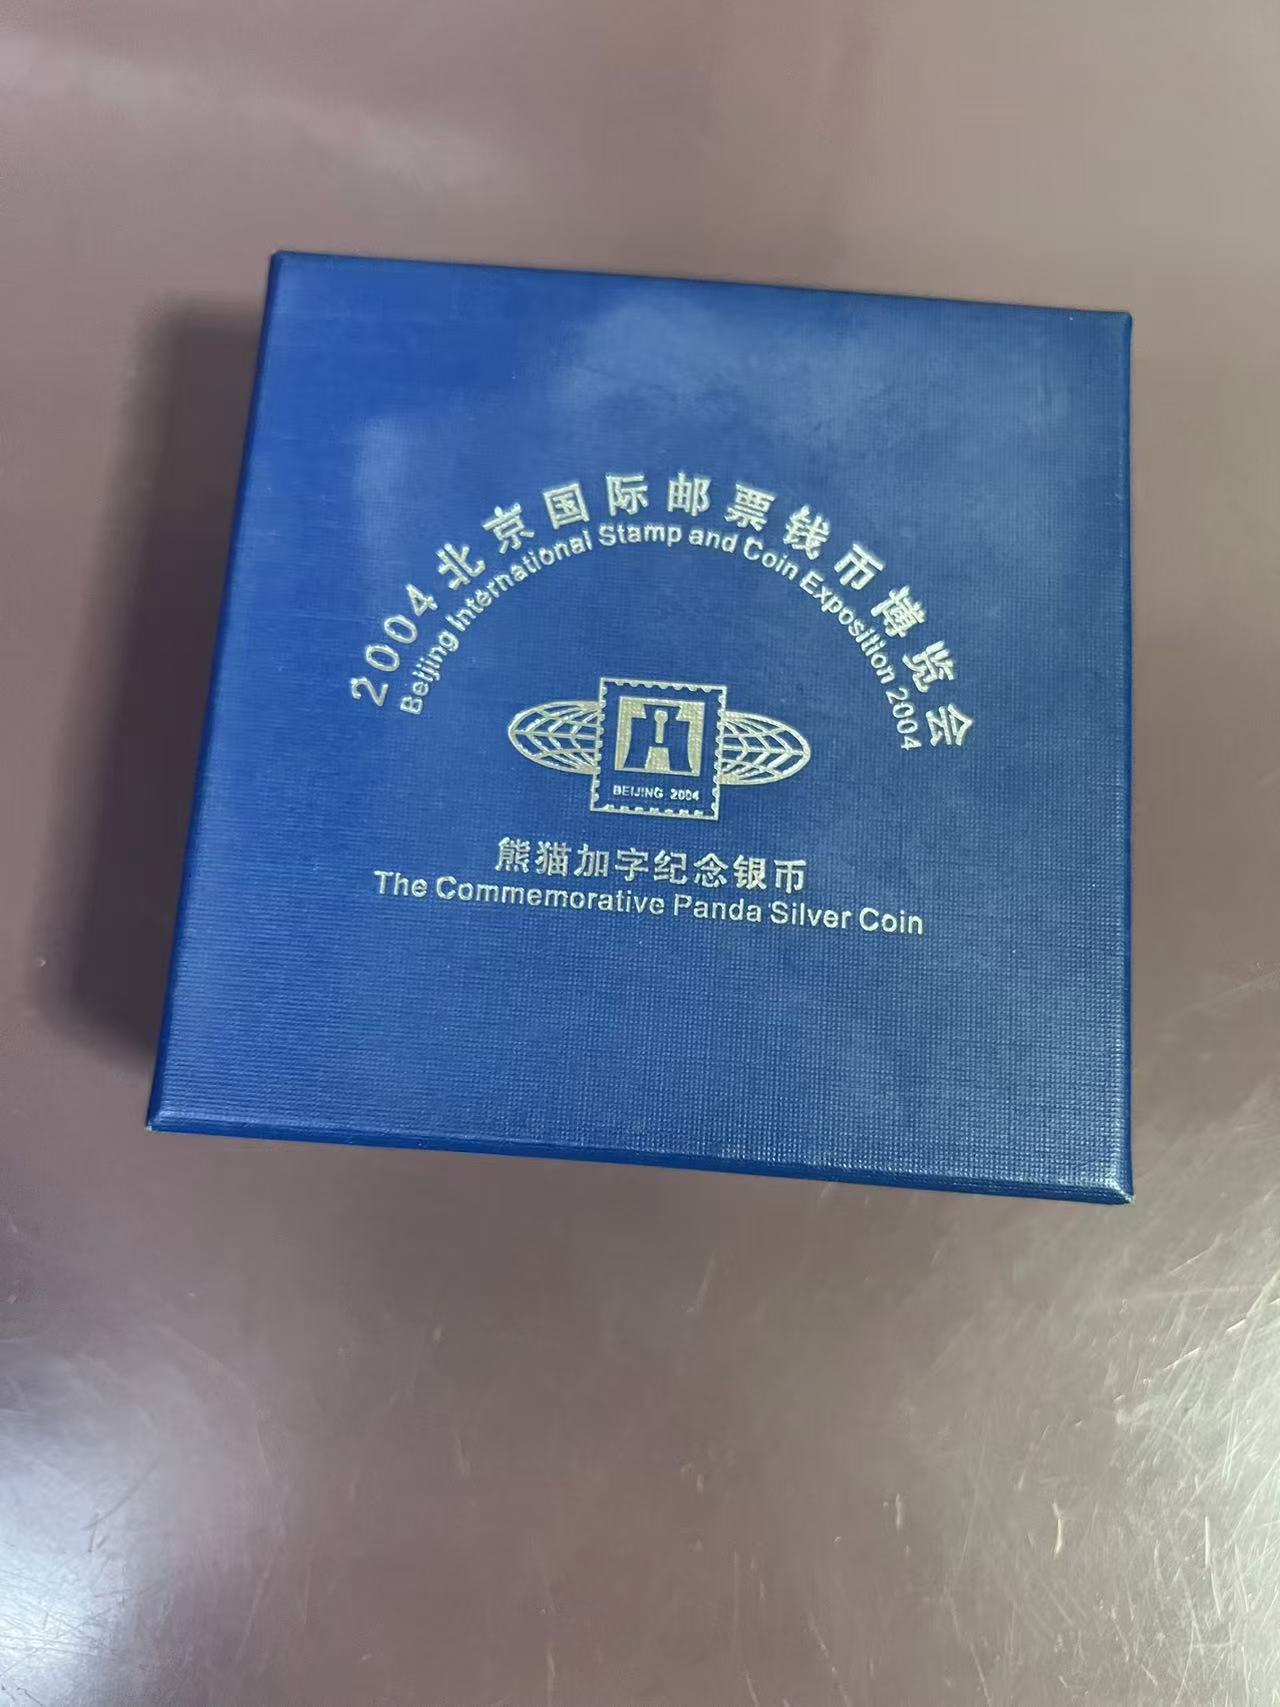 2004北京国际邮票钱币博览会
Beijing International Stamp and Coin Exposition 2004
BEIJING 2004
熊猫加字纪念银币
The Commemorative Panda Silver Coin